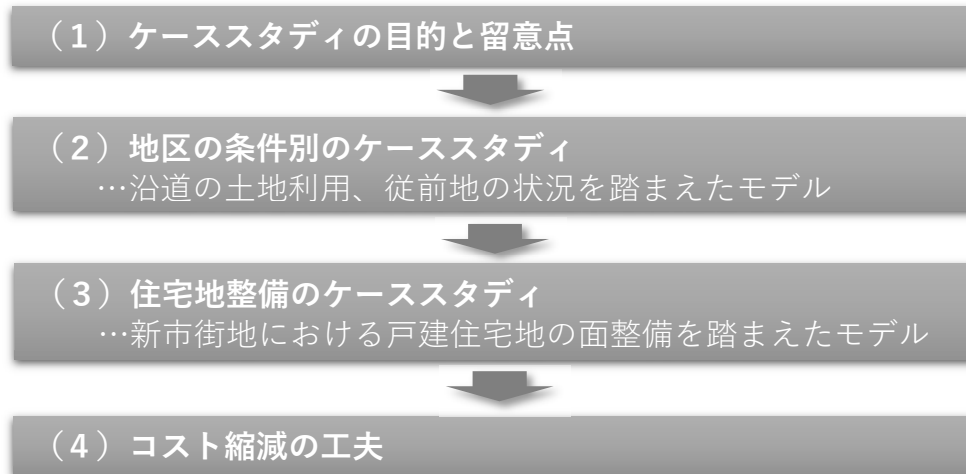 （１）ケーススタディの目的と留意点
（２）地区の条件別のケーススタディ
…沿道の土地利用、従前地の状況を踏まえたモデル
（３）住宅地整備のケーススタディ
…新市街地における戸建住宅地の面整備を踏まえたモデル
（４）コスト縮減の工夫